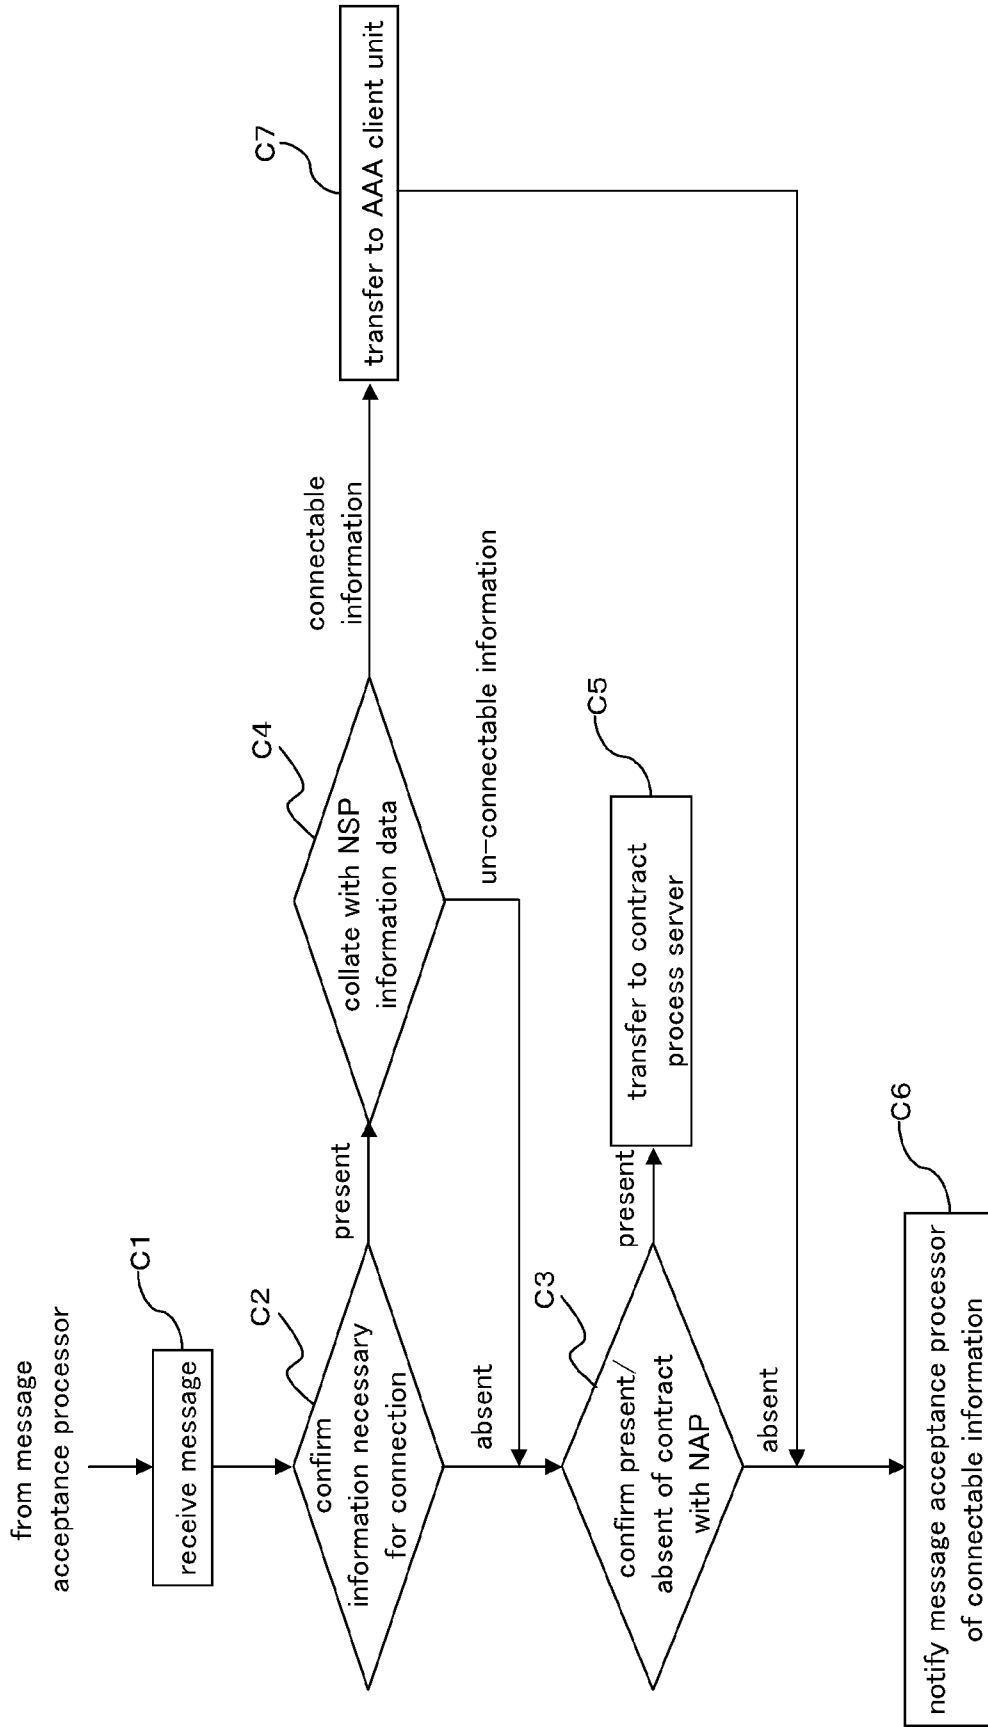 from message
acceptance processor
C1
receive message
C2
confirm
information necessary
for connection
present
absent
C4
collate with NSP
information data
connectable
information
un-connectable information
C7
transfer to AAA client unit
C3
confirm present/
absent of contract
with NAP
present
absent
C5
transfer to contract
process server
C6
notify message acceptance processor
of connectable information